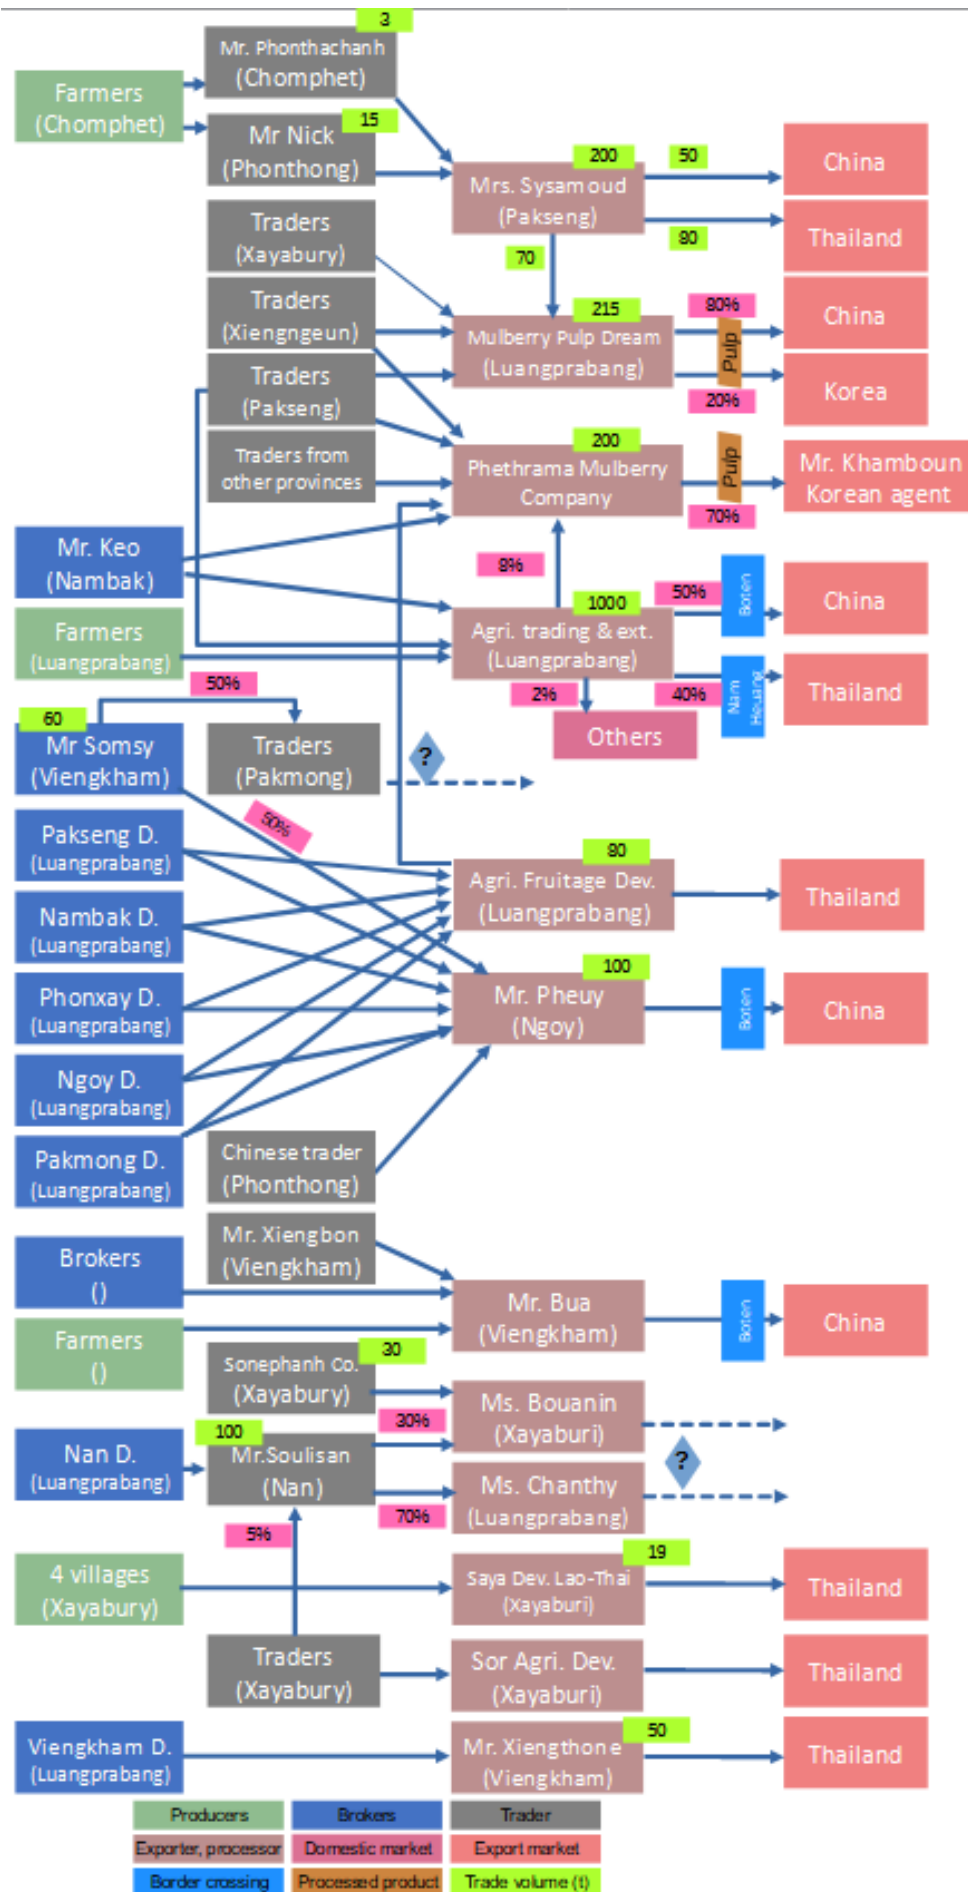 3
Mr. Phonthachanh
(Chomphet)
Farmers
(Chomphet)
15
Mr Nick
(Phonthong)
200
50
China
Mrs. Sysamoud
(Pakseng)
80
Thailand
Traders
(Xayabury)
70
Traders
(Xiengngeun)
215
80%
China
Mulberry Pulp Dream
(Luangprabang)
Pulp
Traders
(Pakseng)
20%
Korea
Traders from
other provinces
200
Phethrama Mulberry
Company
Pulp
70%
Mr. Khamboun
Korean agent
Mr. Keo
(Nambak)
8%
1000
50%
Boten
China
Farmers
(Luangprabang)
Agri. trading & ext.
(Luangprabang)
50%
2%
40%
Nam
Heuang
Thailand
60
Mr Somsy
(Viengkham)
Traders
(Pakmong)
?
Others
50%
Pakseng D.
(Luangprabang)
80
Agri. Fruitage Dev.
(Luangprabang)
Thailand
Nambak D.
(Luangprabang)
100
Phonxay D.
(Luangprabang)
Mr. Pheuy
(Ngoy)
Boten
China
Ngoy D.
(Luangprabang)
Pakmong D.
(Luangprabang)
Chinese trader
(Phonthong)
Mr. Xiengbon
(Viengkham)
Brokers
()
Mr. Bua
(Viengkham)
Boten
China
Farmers
()
30
Sonephanh Co.
(Xayabury)
Ms. Bouanin
(Xayaburi)
30%
100
Nan D.
(Luangprabang)
Mr.Soulisan
(Nan)
?
Ms. Chanthy
(Luangprabang)
70%
5%
19
4 villages
(Xayabury)
Saya Dev. Lao-Thai
(Xayaburi)
Thailand
Traders
(Xayabury)
Sor Agri. Dev.
(Xayaburi)
Thailand
50
Viengkham D.
(Luangprabang)
Mr. Xiengthone
(Viengkham)
Thailand
Producers
Brokers
Trader
Exporter, processor
Domestic market
Export market
Border crossing
Processed product
Trade volume (t)